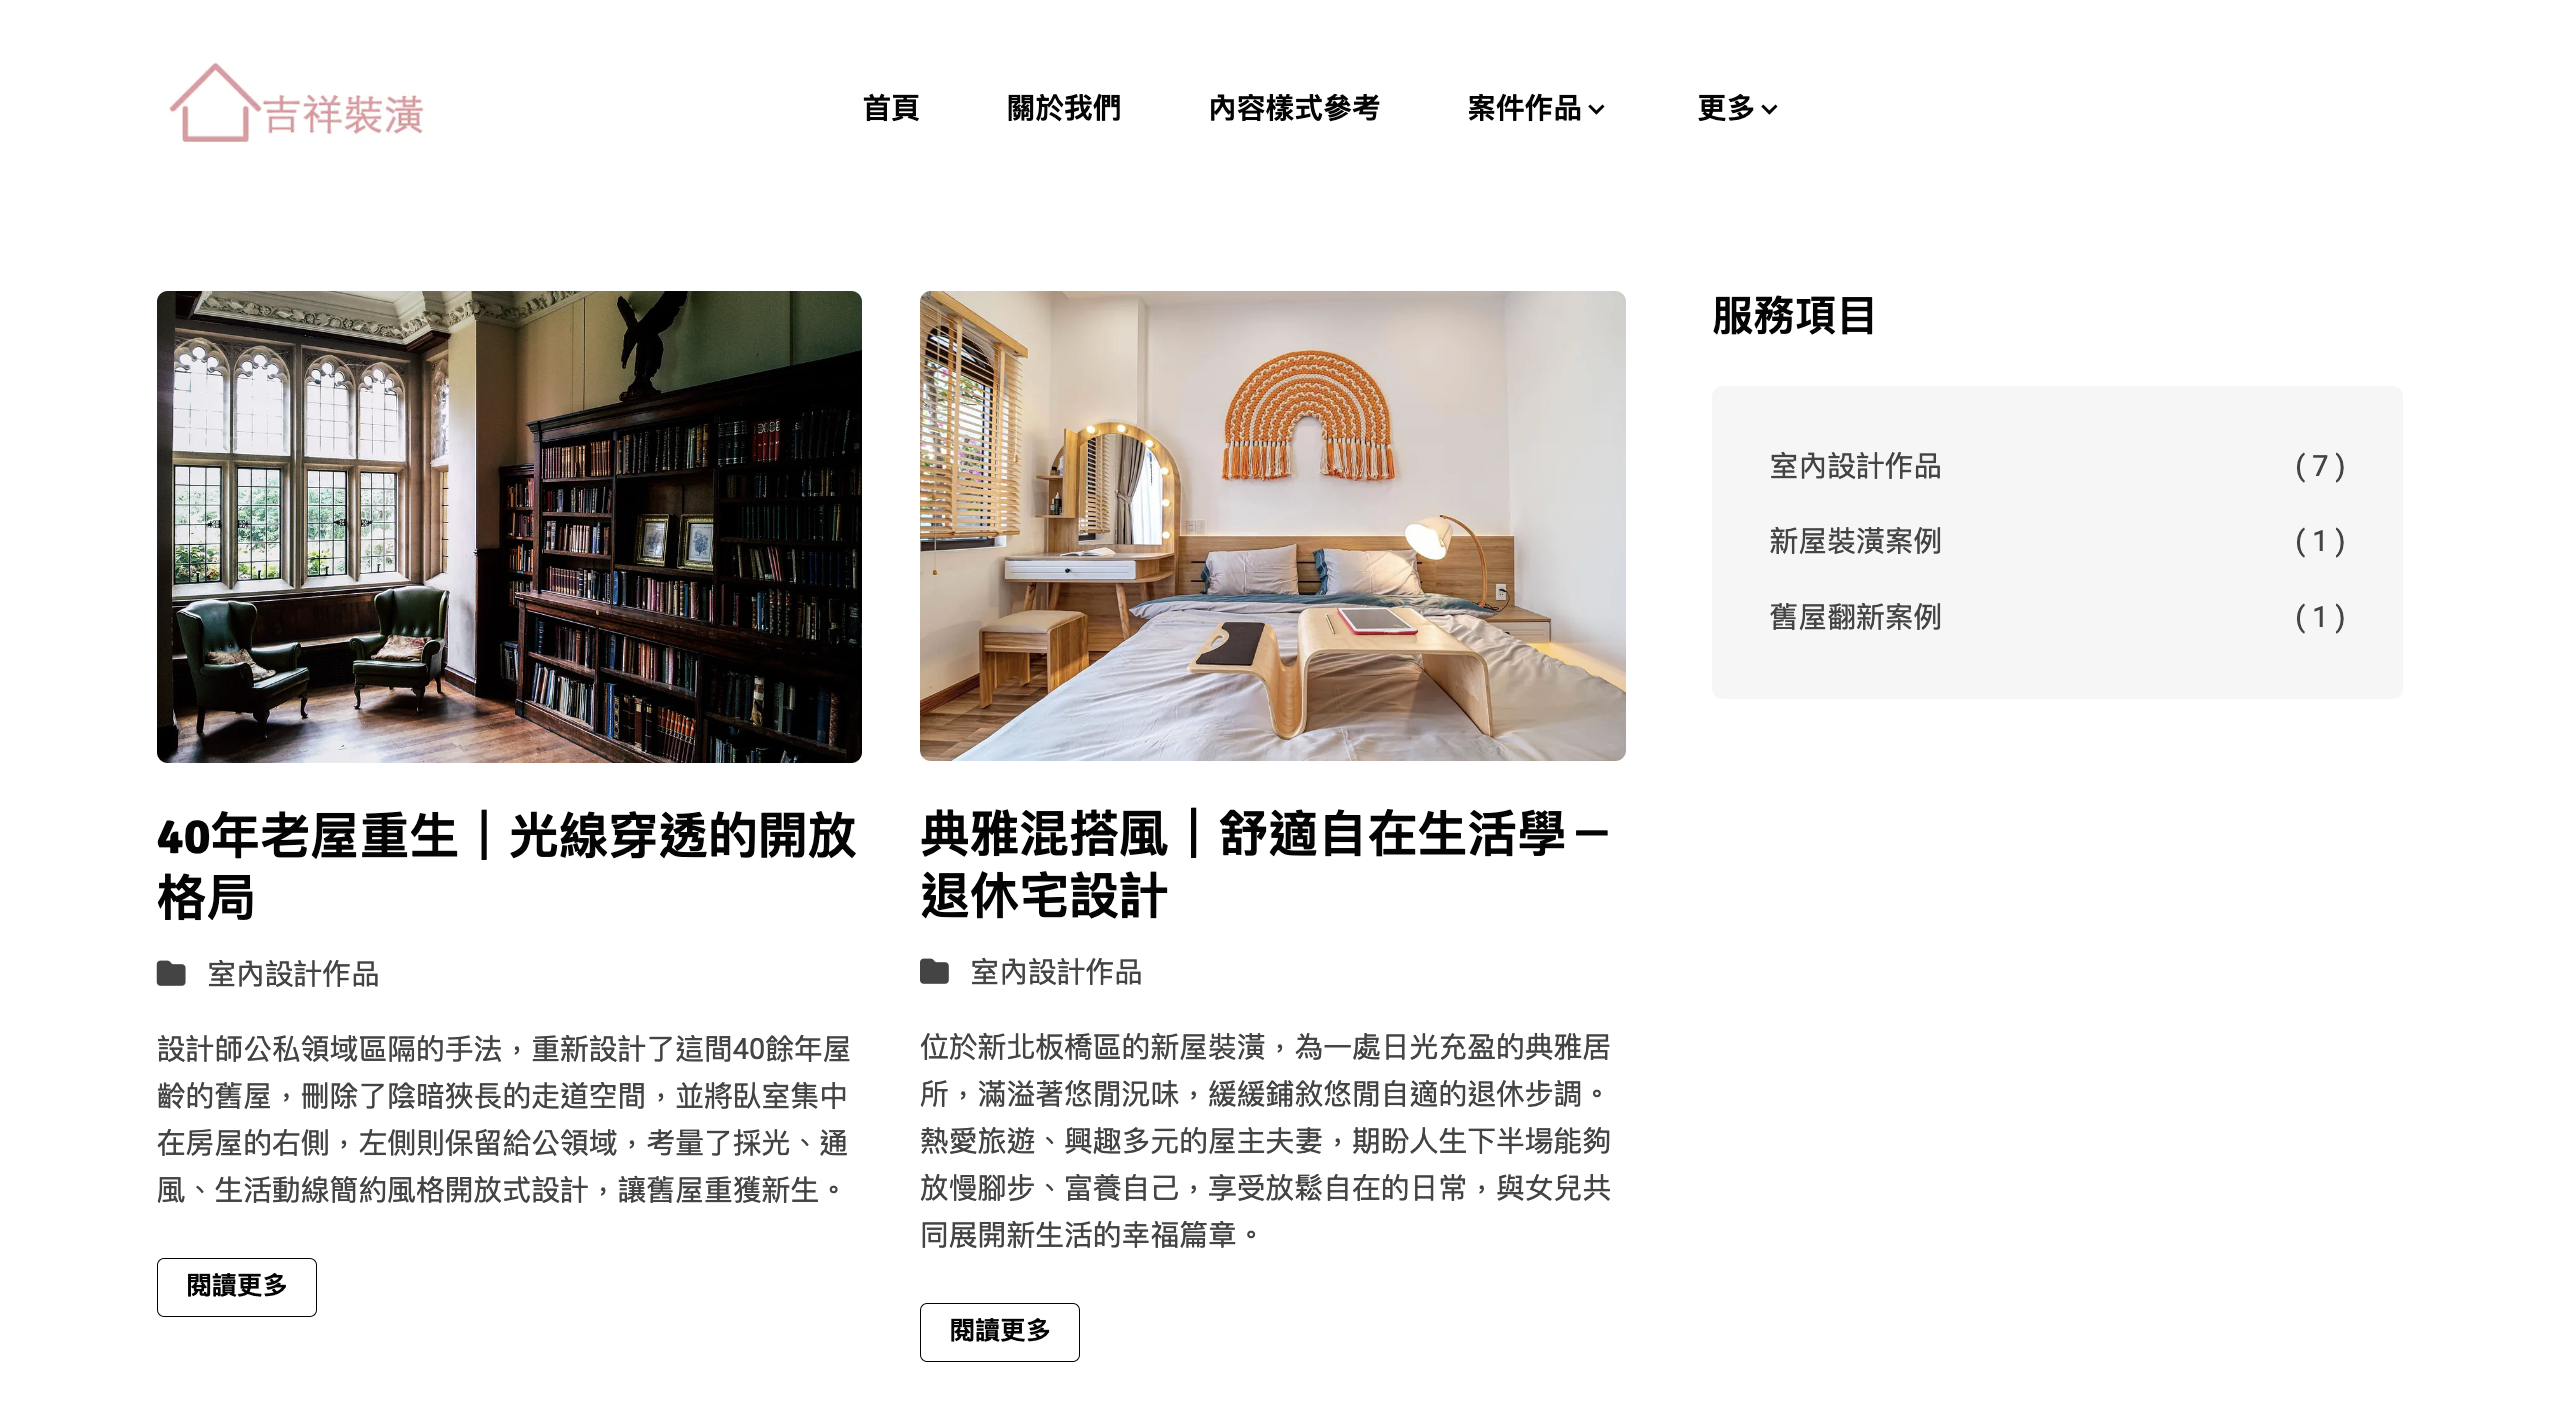 吉祥裝潢
首頁
關於我們
內容樣式參考
案件作品
更多
40年老屋重生｜光線穿透的開放
格局
室內設計作品
設計師公私領域區隔的手法，重新設計了這間40餘年屋
齡的舊屋，刪除了陰暗狹長的走道空間，並將臥室集中
在房屋的右側，左側則保留給公領域，考量了採光、通
風、生活動線簡約風格開放式設計，讓舊屋重獲新生。
閱讀更多
典雅混搭風｜舒適自在生活學－
退休宅設計
室內設計作品
位於新北板橋區的新屋裝潢，為一處日光充盈的典雅居
所，滿溢著悠閒況味，緩緩鋪敘悠閒自適的退休步調。
熱愛旅遊、興趣多元的屋主夫妻，期盼人生下半場能夠
放慢腳步、富養自己，享受放鬆自在的日常，與女兒共
同展開新生活的幸福篇章。
閱讀更多
服務項目
室內設計作品 ( 7 )
新屋裝潢案例 ( 1 )
舊屋翻新案例 ( 1 )